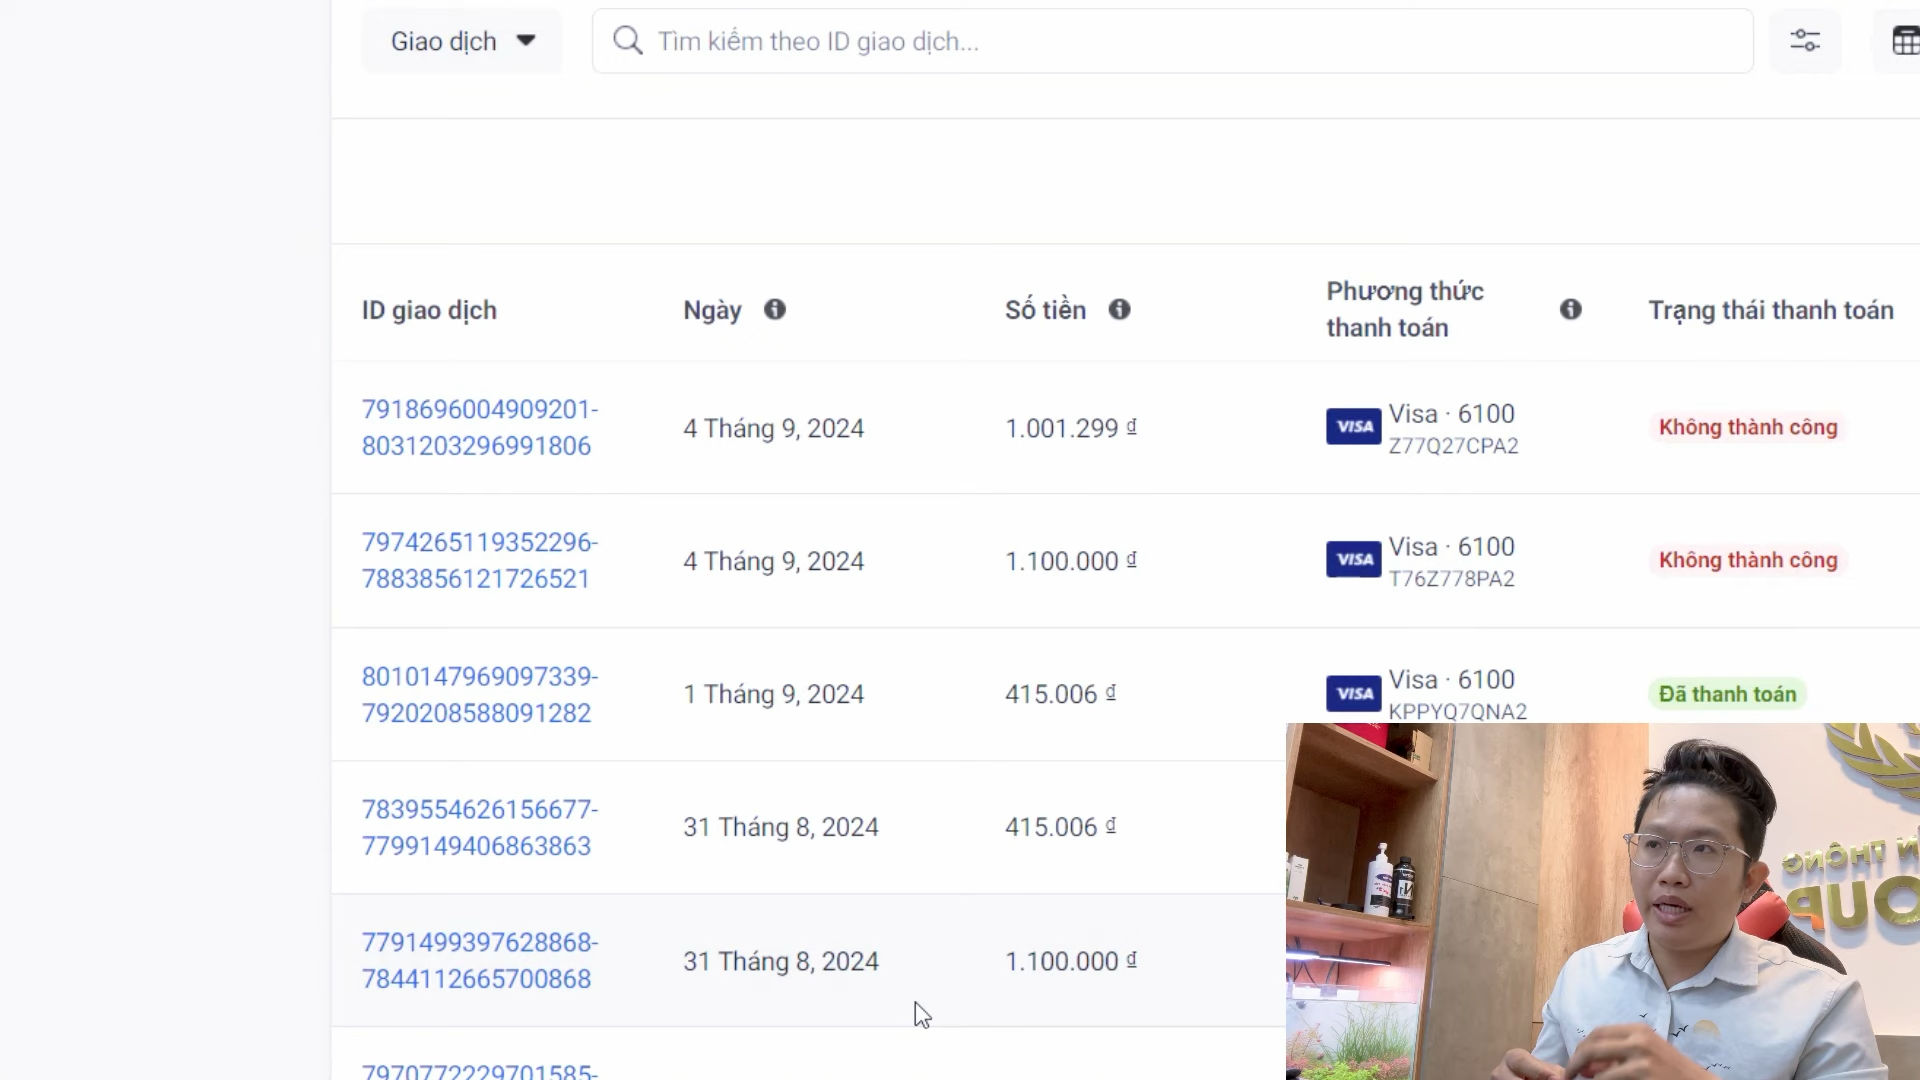 Giao dịch
Tìm kiếm theo ID giao dịch...
ID giao dịch
Ngày
Số tiền
Phương thức
thanh toán
Trạng thái thanh toán
7918696004909201-
8031203296991806
4 Tháng 9, 2024
1.001.299 ₫
VISA
Visa · 6100
Z77Q27CPA2
Không thành công
7974265119352296-
7883856121726521
4 Tháng 9, 2024
1.100.000 ₫
VISA
Visa · 6100
T76Z778PA2
Không thành công
8010147969097339-
7920208588091282
1 Tháng 9, 2024
415.006 ₫
VISA
Visa · 6100
KPPYQ7QNA2
Đã thanh toán
7839554626156677-
7799149406863863
31 Tháng 8, 2024
415.006 ₫
7791499397628868-
7844112665700868
31 Tháng 8, 2024
1.100.000 ₫
7970772229701585-
N THÔNG
OUP